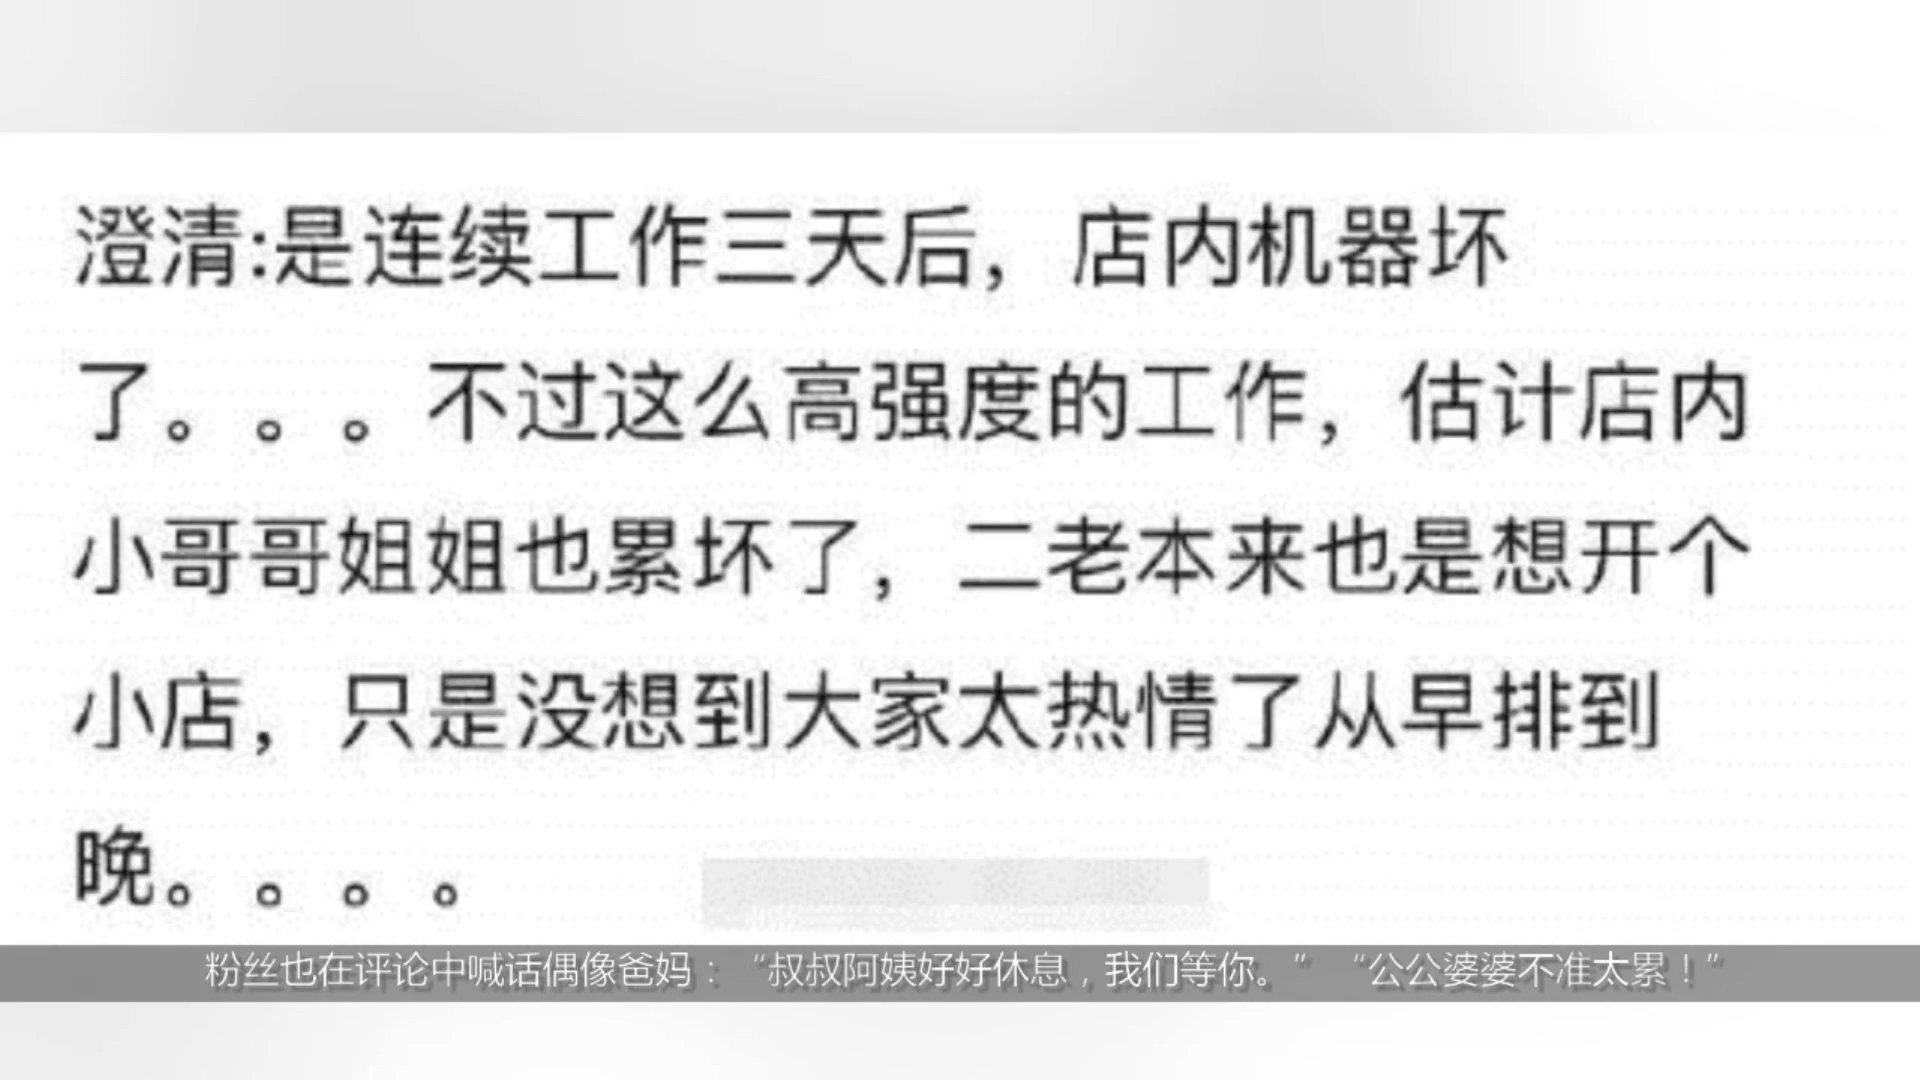 澄清:是连续工作三天后，店内机器坏
了。。。不过这么高强度的工作，估计店内
小哥哥姐姐也累坏了，二老本来也是想开个
小店，只是没想到大家太热情了从早排到
晚。。。。
粉丝也在评论中喊话偶像爸妈：“叔叔阿姨好好休息，我们等你。”“公公婆婆不准太累！”